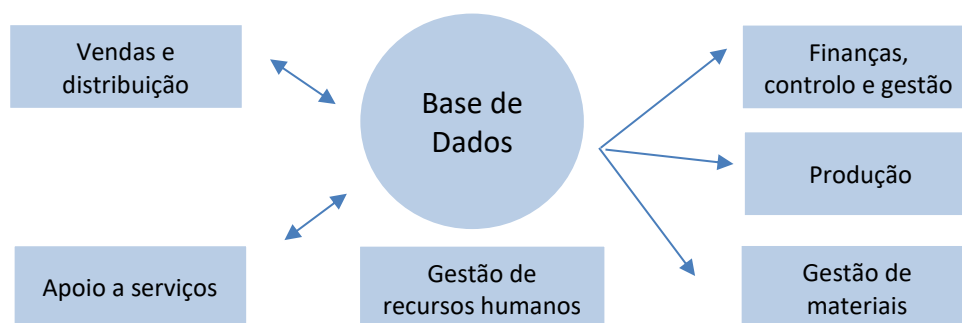 Vendas e
distribuição
Base de
Dados
Finanças,
controlo e gestão
Produção
Apoio a serviços
Gestão de
recursos humanos
Gestão de
materiais